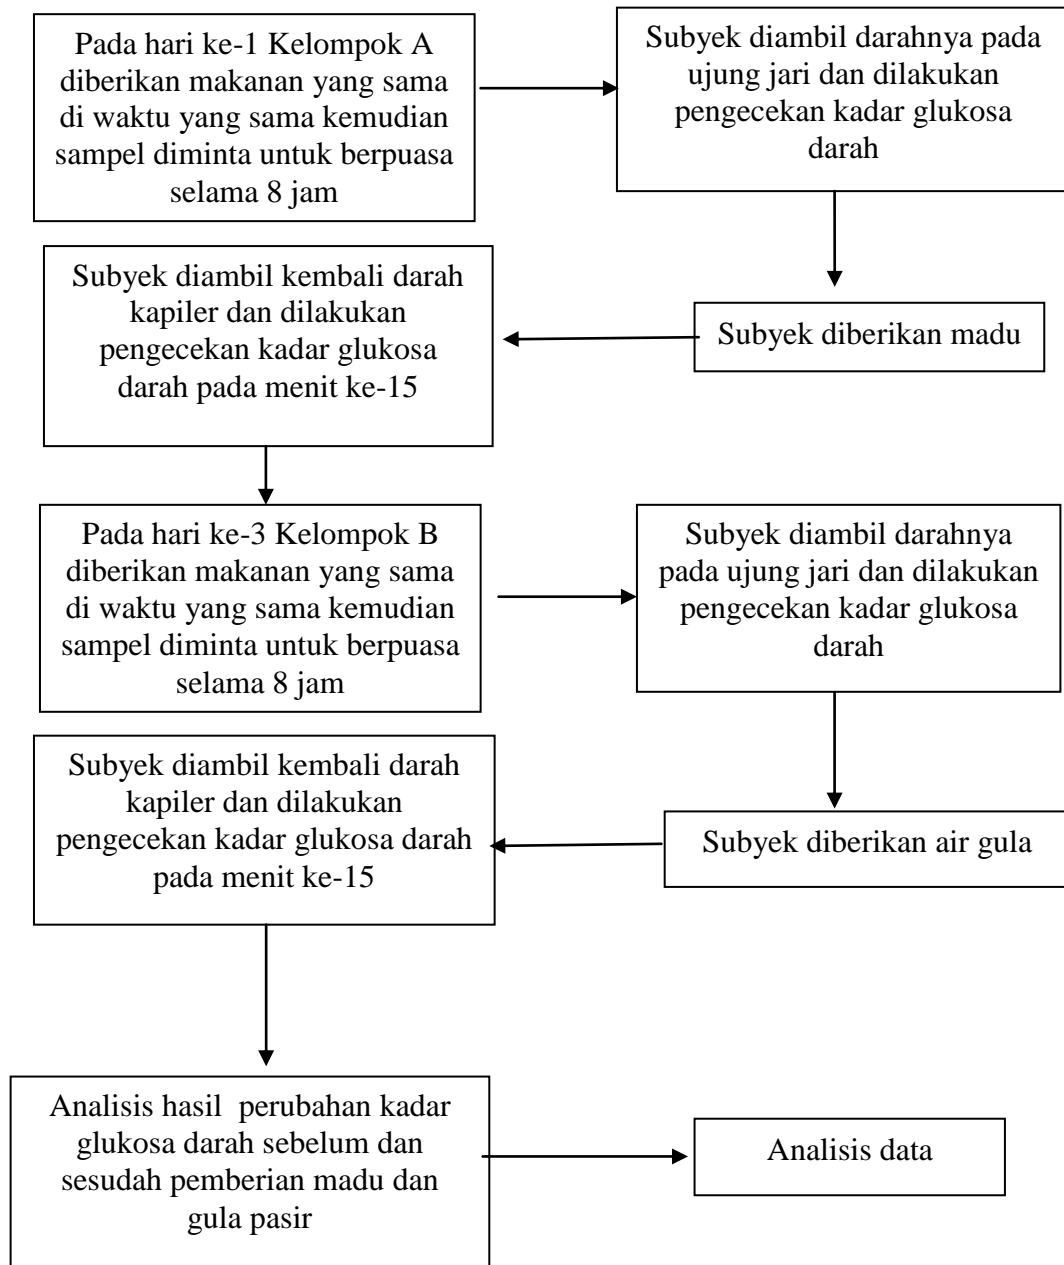 Pada hari ke-1 Kelompok A
diberikan makanan yang sama
di waktu yang sama kemudian
sampel diminta untuk berpuasa
selama 8 jam
Subyek diambil darahnya pada
ujung jari dan dilakukan
pengecekan kadar glukosa
darah
Subyek diberikan madu
Subyek diambil kembali darah
kapiler dan dilakukan
pengecekan kadar glukosa
darah pada menit ke-15
Pada hari ke-3 Kelompok B
diberikan makanan yang sama
di waktu yang sama kemudian
sampel diminta untuk berpuasa
selama 8 jam
Subyek diambil darahnya
pada ujung jari dan dilakukan
pengecekan kadar glukosa
darah
Subyek diberikan air gula
Subyek diambil kembali darah
kapiler dan dilakukan
pengecekan kadar glukosa darah
pada menit ke-15
Analisis hasil  perubahan kadar
glukosa darah sebelum dan
sesudah pemberian madu dan
gula pasir
Analisis data